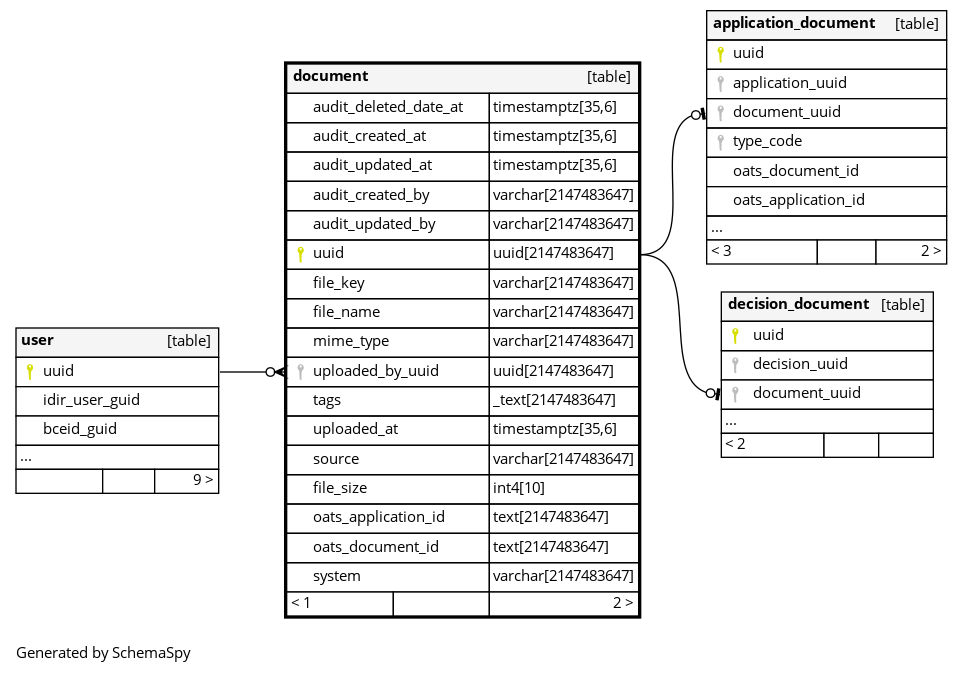 application_document [table]
uuid
application_uuid
document_uuid
type_code
oats_document_id
oats_application_id
...
< 3 2 >
document [table]
audit_deleted_date_at timestamptz[35,6]
audit_created_at timestamptz[35,6]
audit_updated_at timestamptz[35,6]
audit_created_by varchar[2147483647]
audit_updated_by varchar[2147483647]
uuid uuid[2147483647]
file_key varchar[2147483647]
file_name varchar[2147483647]
mime_type varchar[2147483647]
uploaded_by_uuid uuid[2147483647]
tags _text[2147483647]
uploaded_at timestamptz[35,6]
source varchar[2147483647]
file_size int4[10]
oats_application_id text[2147483647]
oats_document_id text[2147483647]
system varchar[2147483647]
< 1 2 >
decision_document [table]
uuid
decision_uuid
document_uuid
...
< 2
user [table]
uuid
idir_user_guid
bceid_guid
...
9 >
Generated by SchemaSpy